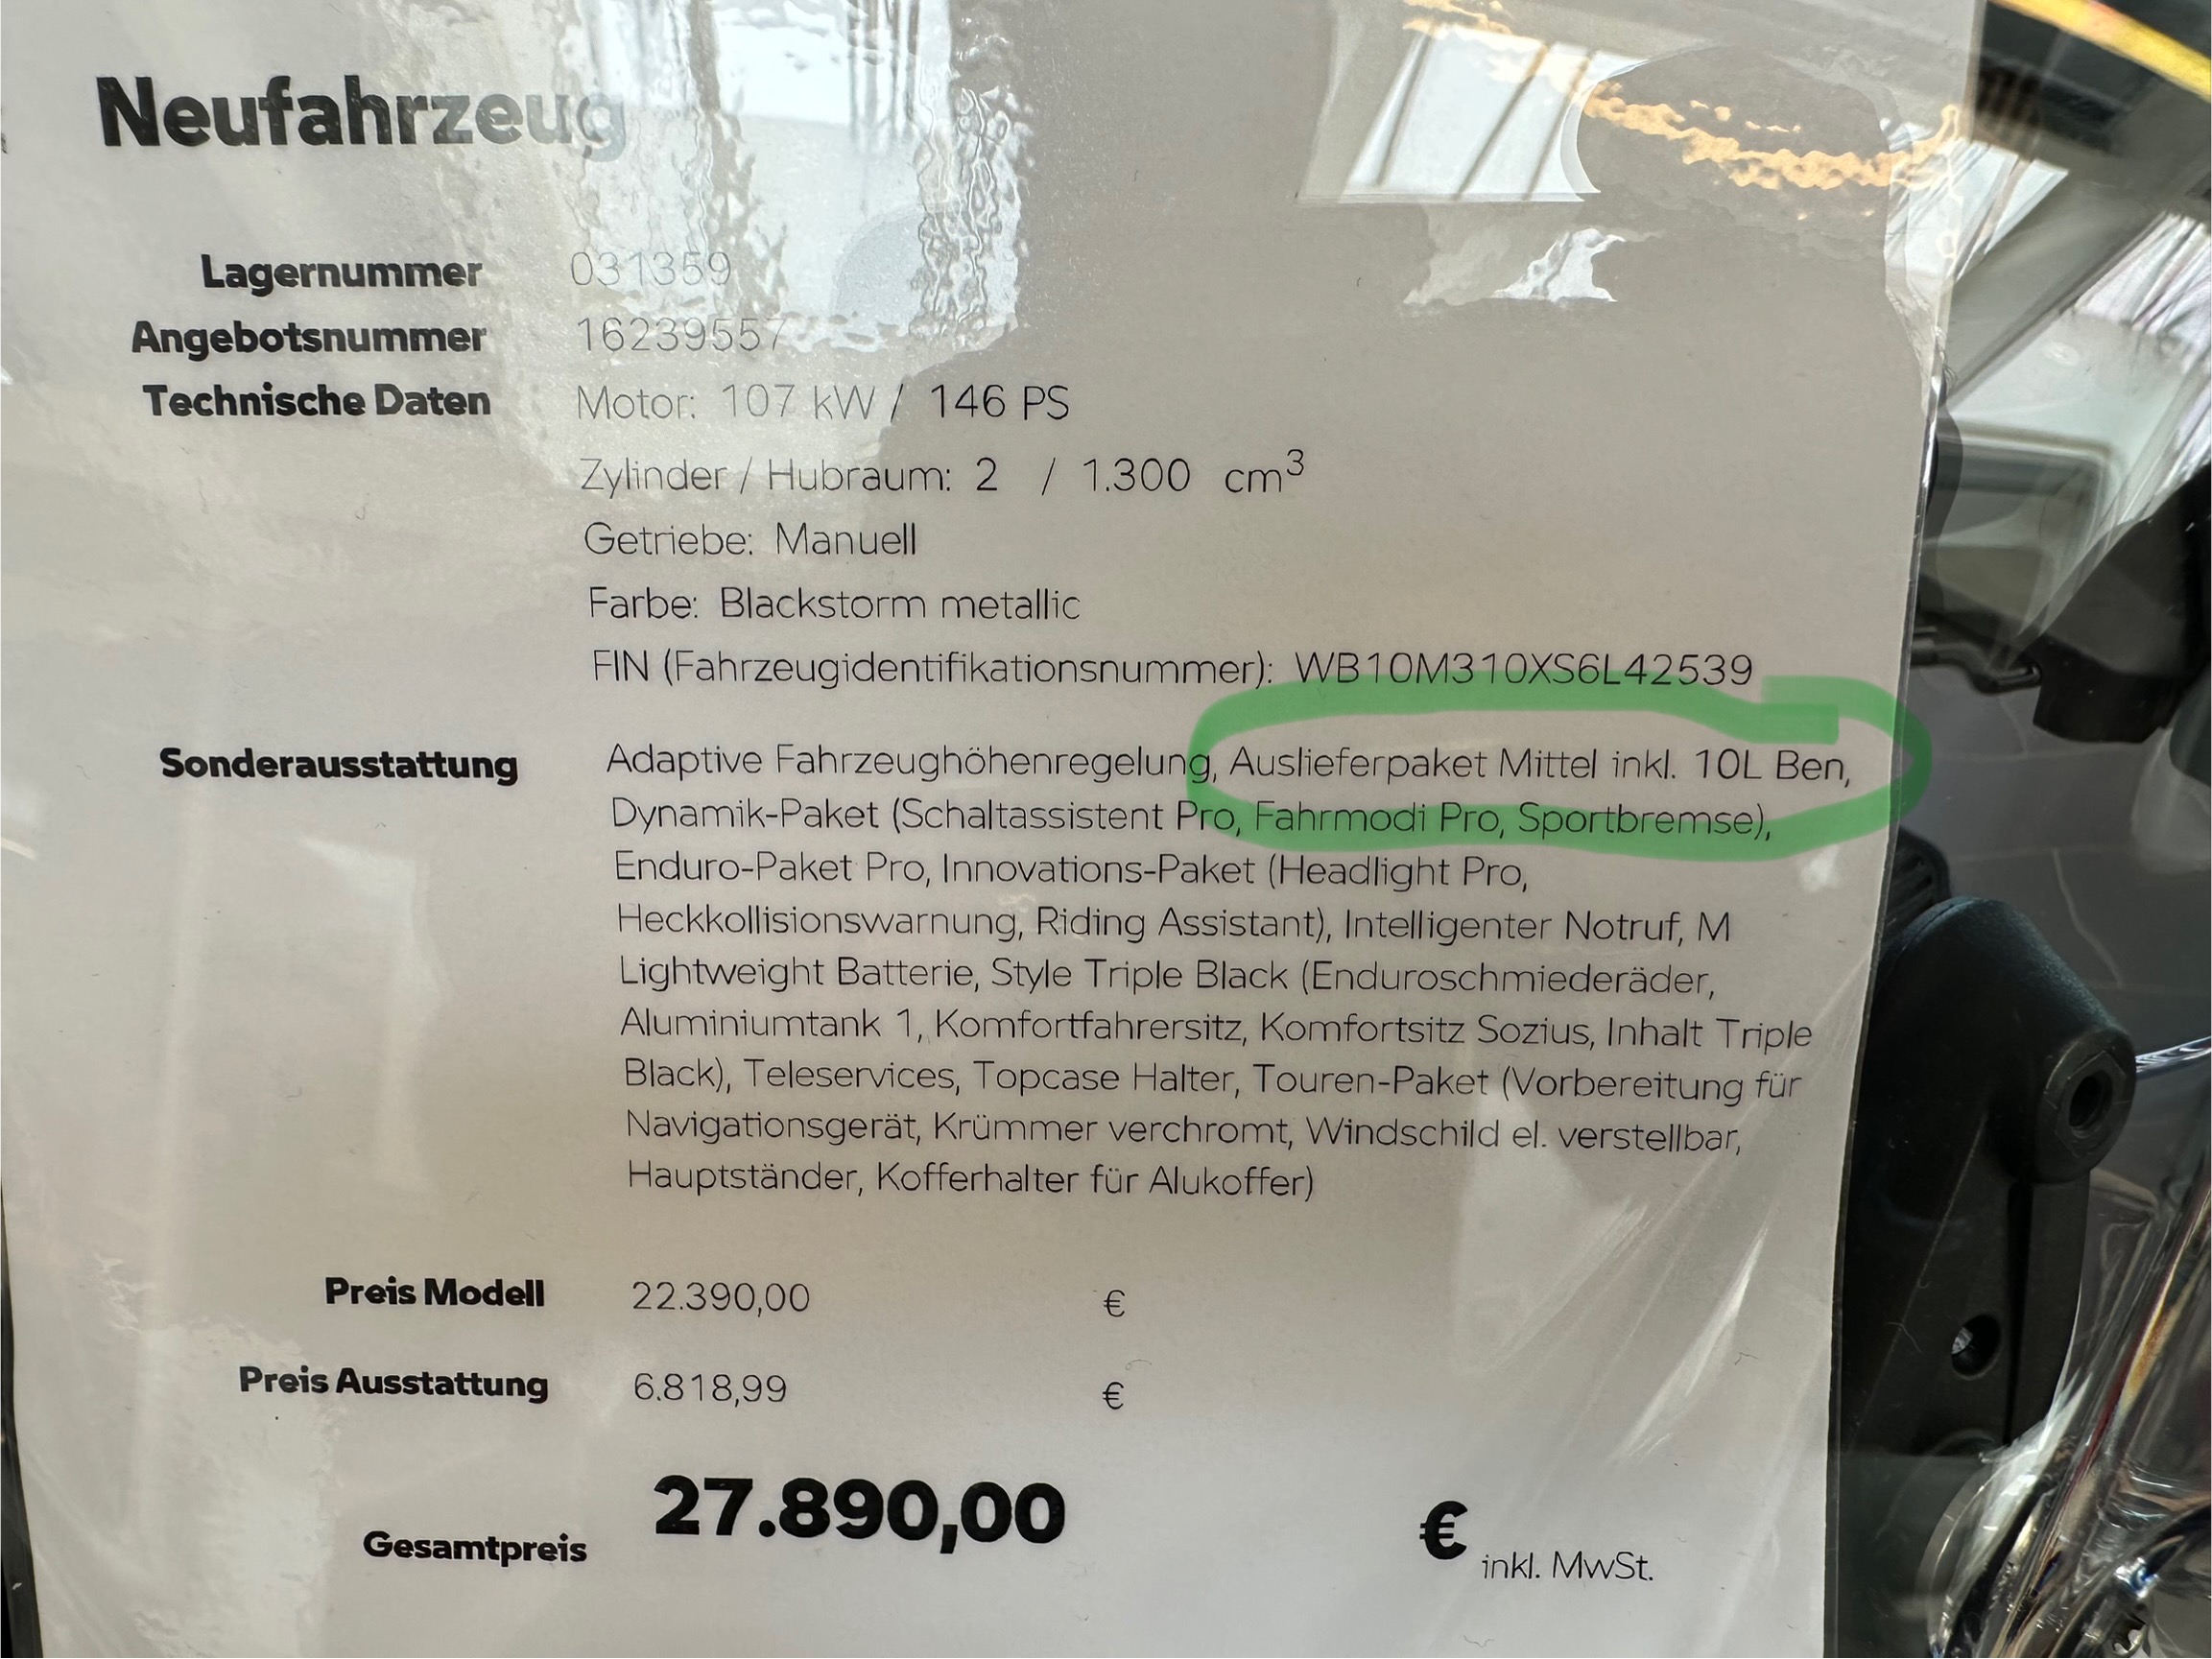 Neufahrzeug
Lagernummer 031359
Angebotsnummer 16239557
Technische Daten Motor: 107 kW / 146 PS
Zylinder / Hubraum: 2 / 1.300 cm³
Getriebe: Manuell
Farbe: Blackstorm metallic
FIN (Fahrzeugidentifikationsnummer): WB10M310XS6L42539
Sonderausstattung Adaptive Fahrzeughöhenregelung, Auslieferpaket Mittel inkl. 10L Ben,
Dynamik-Paket (Schaltassistent Pro, Fahrmodi Pro, Sportbremse),
Enduro-Paket Pro, Innovations-Paket (Headlight Pro,
Heckkollisionswarnung, Riding Assistant), Intelligenter Notruf, M
Lightweight Batterie, Style Triple Black (Enduroschmiederäder,
Aluminiumtank 1, Komfortfahrersitz, Komfortsitz Sozius, Inhalt Triple
Black), Teleservices, Topcase Halter, Touren-Paket (Vorbereitung für
Navigationsgerät, Krümmer verchromt, Windschild el. verstellbar,
Hauptständer, Kofferhalter für Alukoffer)
Preis Modell 22.390,00 €
Preis Ausstattung 6.818,99 €
Gesamtpreis 27.890,00 € inkl. MwSt.